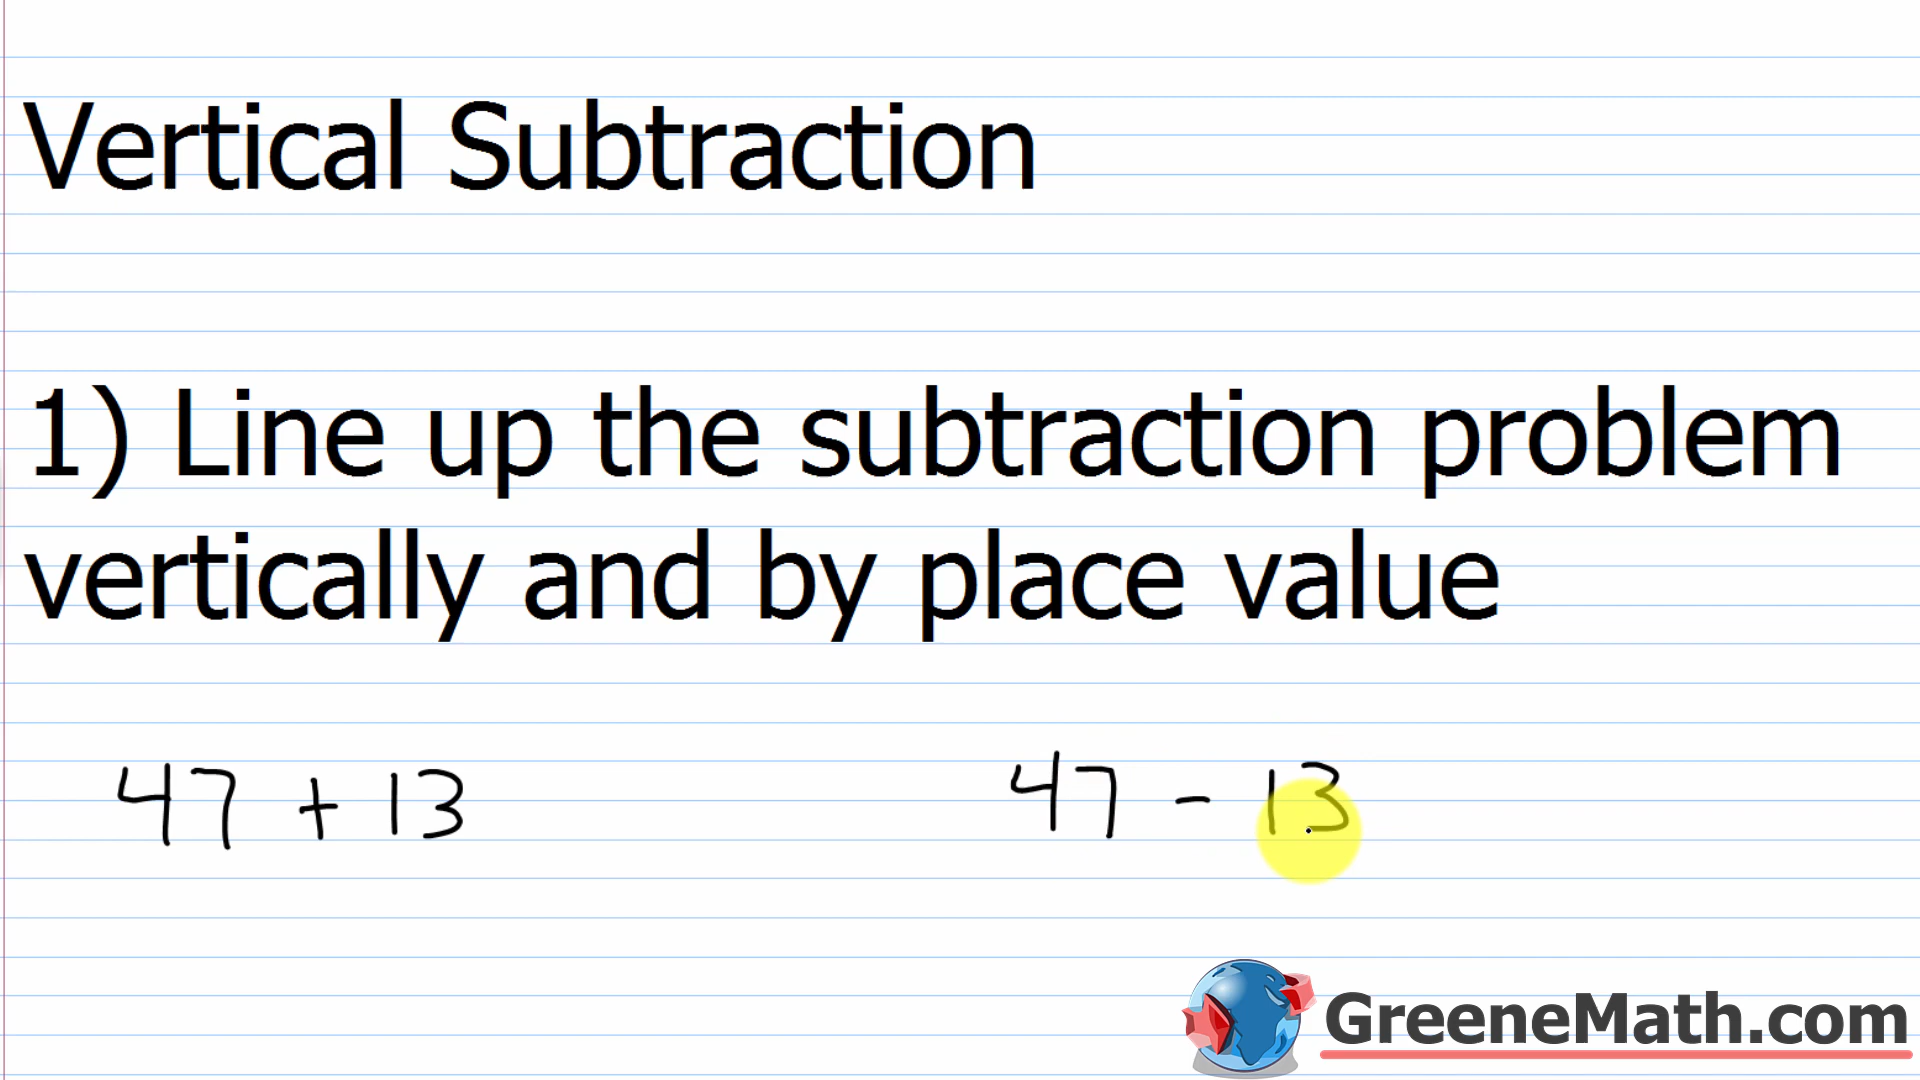 Vertical Subtraction
1) Line up the subtraction problem
vertically and by place value
47 + 13
47 - 13
GreeneMath.com